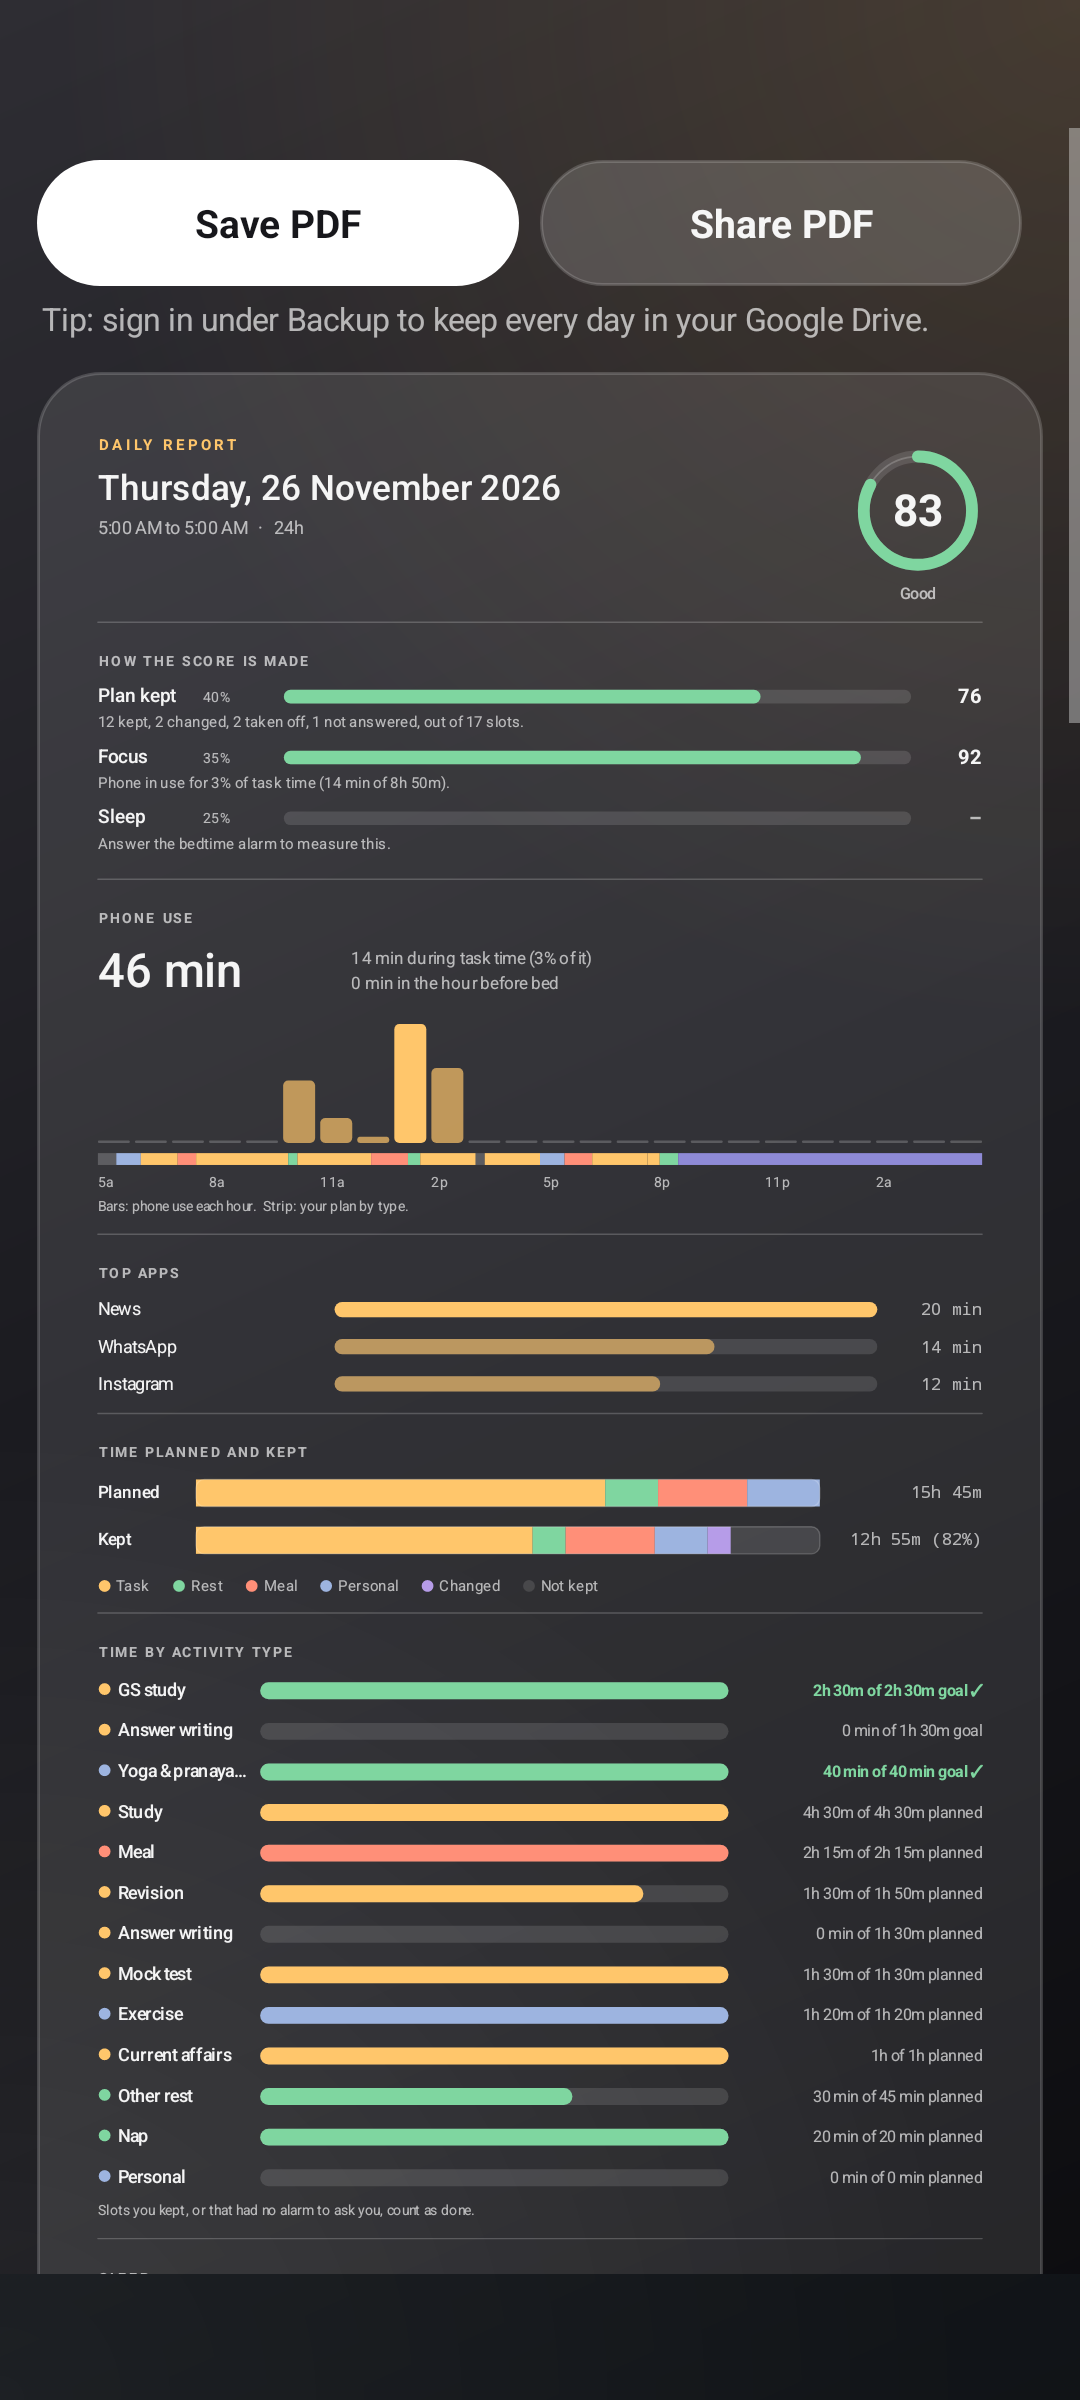 Save PDF
Share PDF
Tip: sign in under Backup to keep every day in your Google Drive.
DAILY REPORT
Thursday, 26 November 2026
5:00 AM to 5:00 AM · 24h
83
Good
HOW THE SCORE IS MADE
Plan kept 40% 76
12 kept, 2 changed, 2 taken off, 1 not answered, out of 17 slots.
Focus 35% 92
Phone in use for 3% of task time (14 min of 8h 50m).
Sleep 25% –
Answer the bedtime alarm to measure this.
PHONE USE
46 min
14 min during task time (3% of it)
0 min in the hour before bed
5a 8a 11a 2p 5p 8p 11p 2a
Bars: phone use each hour. Strip: your plan by type.
TOP APPS
News 20 min
WhatsApp 14 min
Instagram 12 min
TIME PLANNED AND KEPT
Planned 15h 45m
Kept 12h 55m (82%)
Task Rest Meal Personal Changed Not kept
TIME BY ACTIVITY TYPE
GS study 2h 30m of 2h 30m goal ✓
Answer writing 0 min of 1h 30m goal
Yoga & pranaya... 40 min of 40 min goal ✓
Study 4h 30m of 4h 30m planned
Meal 2h 15m of 2h 15m planned
Revision 1h 30m of 1h 50m planned
Answer writing 0 min of 1h 30m planned
Mock test 1h 30m of 1h 30m planned
Exercise 1h 20m of 1h 20m planned
Current affairs 1h of 1h planned
Other rest 30 min of 45 min planned
Nap 20 min of 20 min planned
Personal 0 min of 0 min planned
Slots you kept, or that had no alarm to ask you, count as done.